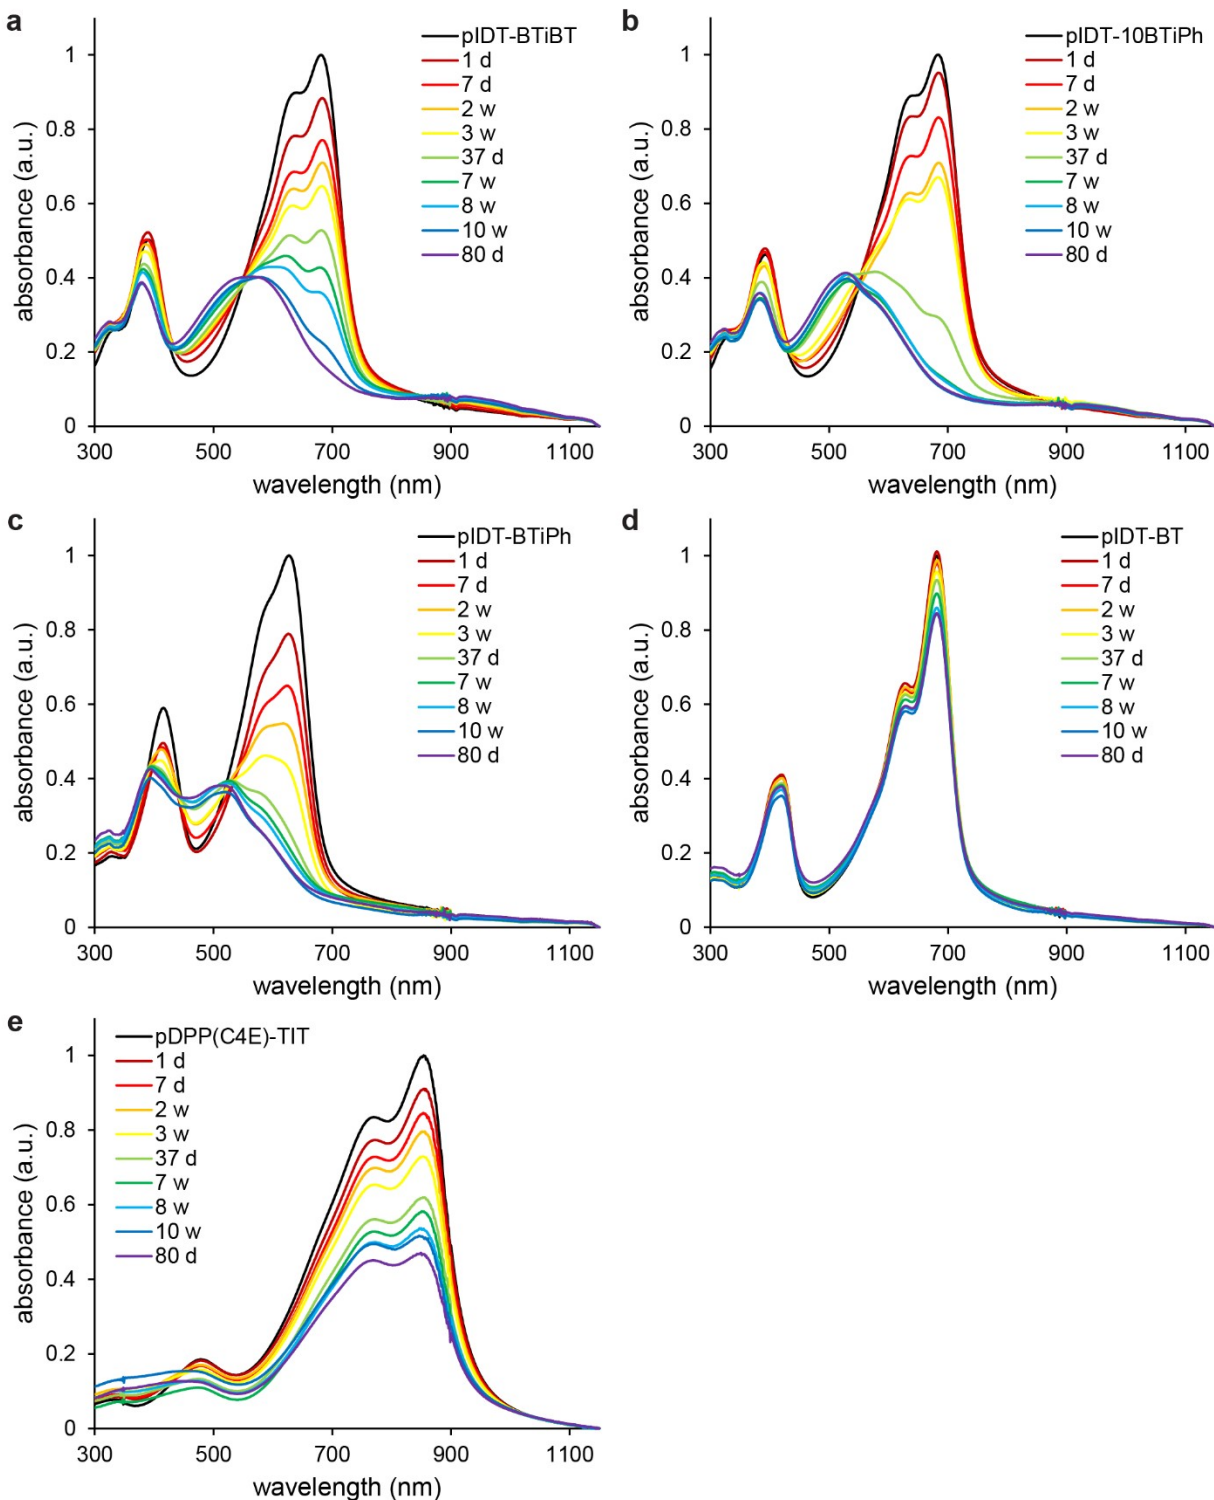 a
pIDT-BTiBT
1 d
7 d
2 w
3 w
37 d
7 w
8 w
10 w
80 d
absorbance (a.u.)
1
0.8
0.6
0.4
0.2
0
300 500 700 900 1100
wavelength (nm)
b
pIDT-10BTiPh
1 d
7 d
2 w
3 w
37 d
7 w
8 w
10 w
80 d
absorbance (a.u.)
1
0.8
0.6
0.4
0.2
0
300 500 700 900 1100
wavelength (nm)
c
pIDT-BTiPh
1 d
7 d
2 w
3 w
37 d
7 w
8 w
10 w
80 d
absorbance (a.u.)
1
0.8
0.6
0.4
0.2
0
300 500 700 900 1100
wavelength (nm)
d
pIDT-BT
1 d
7 d
2 w
3 w
37 d
7 w
8 w
10 w
80 d
absorbance (a.u.)
1
0.8
0.6
0.4
0.2
0
300 500 700 900 1100
wavelength (nm)
e
pDPP(C4E)-TIT
1 d
7 d
2 w
3 w
37 d
7 w
8 w
10 w
80 d
absorbance (a.u.)
1
0.8
0.6
0.4
0.2
0
300 500 700 900 1100
wavelength (nm)